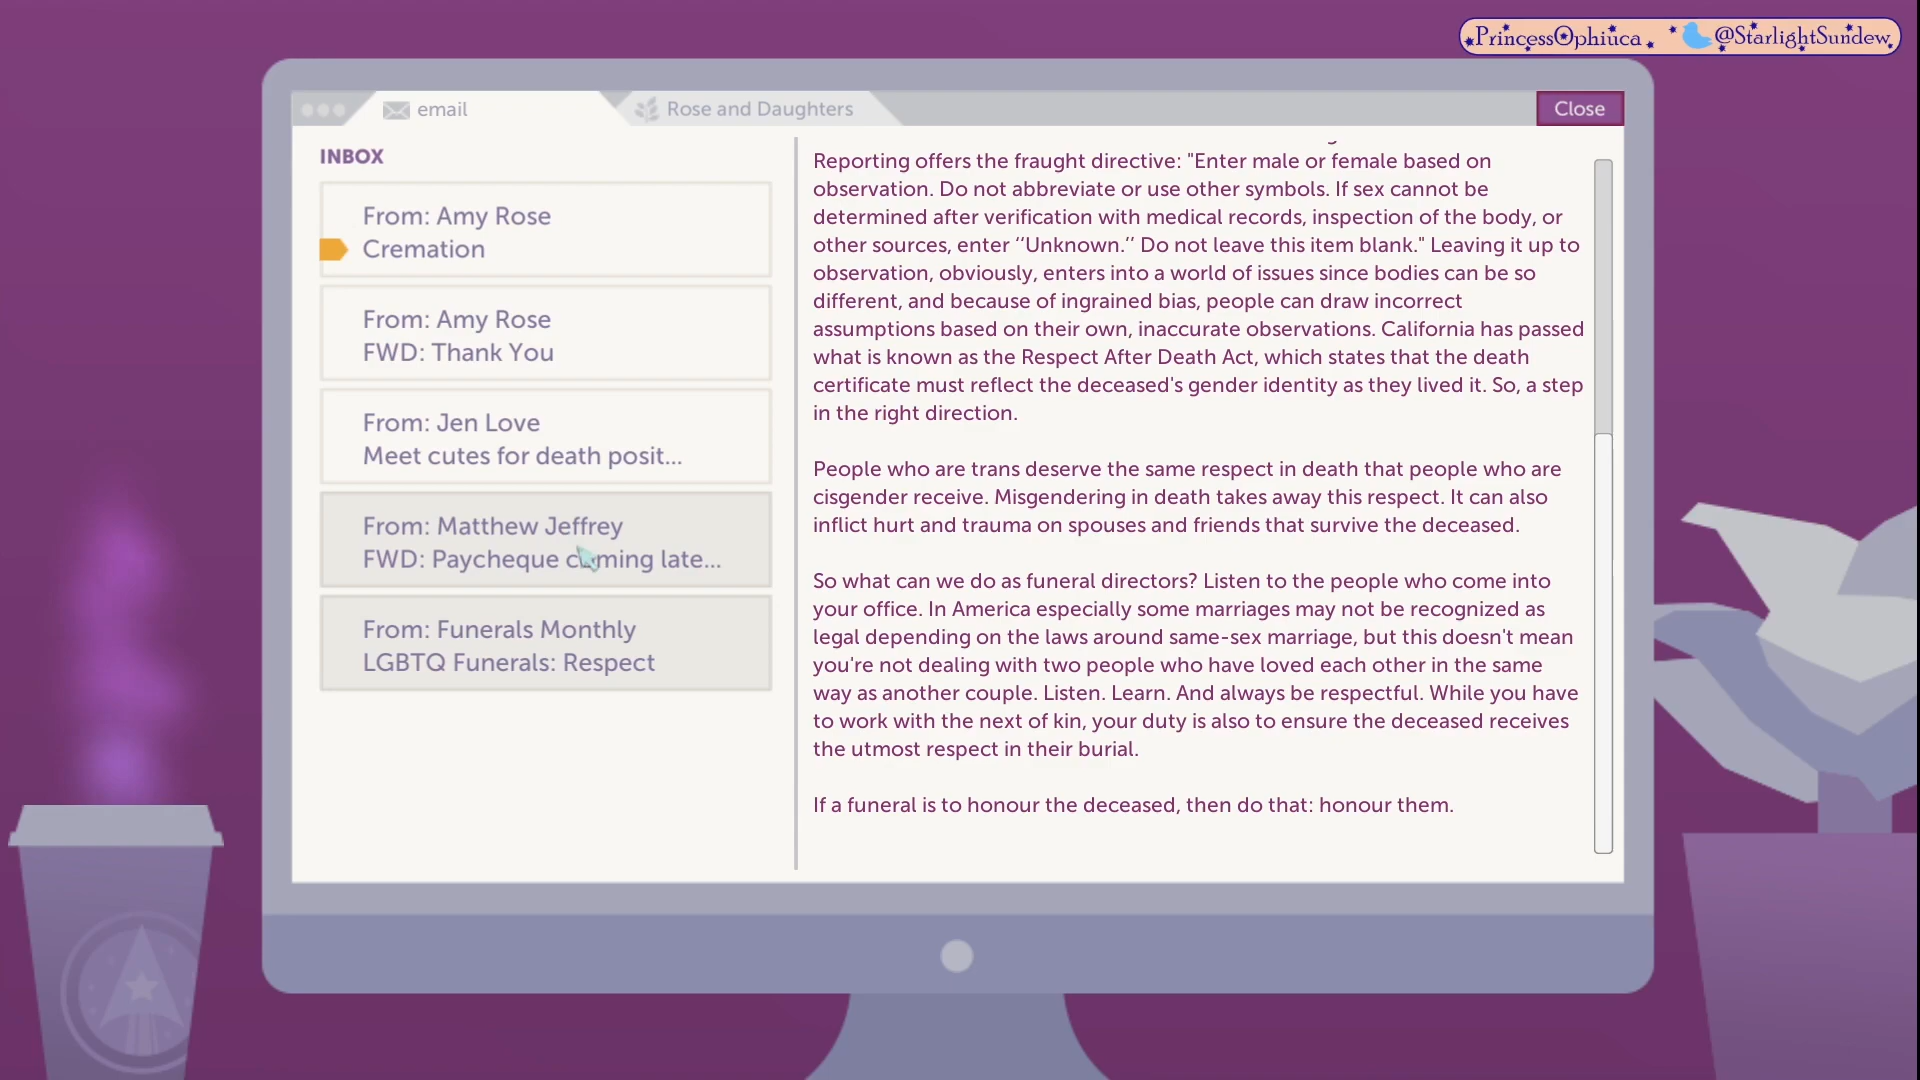 PrincessOphiuca
@StarlightSundew
email
Rose and Daughters
Close
INBOX
From: Amy Rose
Cremation
From: Amy Rose
FWD: Thank You
From: Jen Love
Meet cutes for death posit...
From: Matthew Jeffrey
FWD: Paycheque coming late...
From: Funerals Monthly
LGBTQ Funerals: Respect
Reporting offers the fraught directive: "Enter male or female based on
observation. Do not abbreviate or use other symbols. If sex cannot be
determined after verification with medical records, inspection of the body, or
other sources, enter ‘‘Unknown.’’ Do not leave this item blank." Leaving it up to
observation, obviously, enters into a world of issues since bodies can be so
different, and because of ingrained bias, people can draw incorrect
assumptions based on their own, inaccurate observations. California has passed
what is known as the Respect After Death Act, which states that the death
certificate must reflect the deceased's gender identity as they lived it. So, a step
in the right direction.
People who are trans deserve the same respect in death that people who are
cisgender receive. Misgendering in death takes away this respect. It can also
inflict hurt and trauma on spouses and friends that survive the deceased.
So what can we do as funeral directors? Listen to the people who come into
your office. In America especially some marriages may not be recognized as
legal depending on the laws around same-sex marriage, but this doesn't mean
you're not dealing with two people who have loved each other in the same
way as another couple. Listen. Learn. And always be respectful. While you have
to work with the next of kin, your duty is also to ensure the deceased receives
the utmost respect in their burial.
If a funeral is to honour the deceased, then do that: honour them.